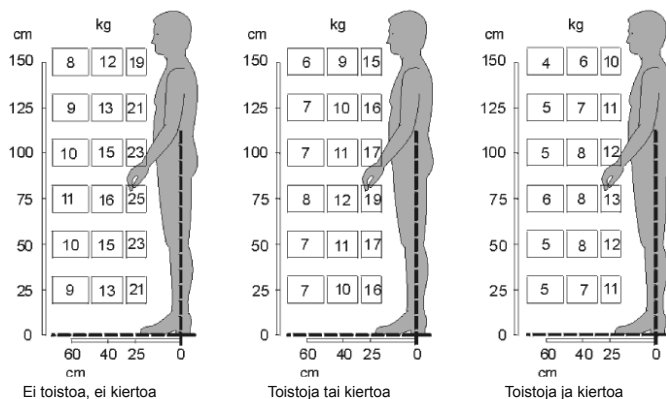 kg
cm
150 8 12 19
125 9 13 21
100 10 15 23
75 11 16 25
50 10 15 23
25 9 13 21
0
60 40 25 0
cm
Ei toistoa, ei kiertoa
kg
cm
150 6 9 15
125 7 10 16
100 7 11 17
75 8 12 19
50 7 11 17
25 7 10 16
0
60 40 25 0
cm
Toistoja tai kiertoa
kg
cm
150 4 6 10
125 5 7 11
100 5 8 12
75 6 8 13
50 5 8 12
25 5 7 11
0
60 40 25 0
cm
Toistoja ja kiertoa